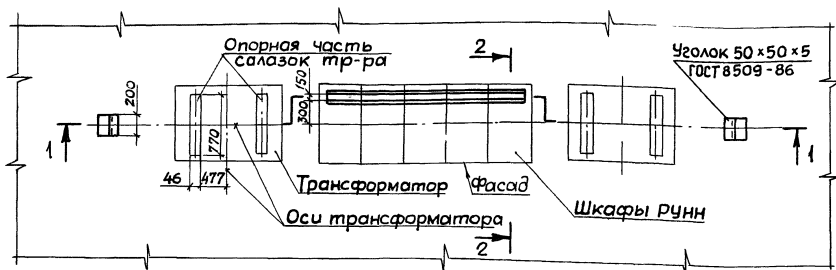 Опорная часть
салазок тр-ра
2
Уголок 50×50×5
ГОСТ 8509-86
150
300
200
1
770
1
46
477
Трансформатор
Фасад
Шкафы РУНН
Оси трансформатора
2